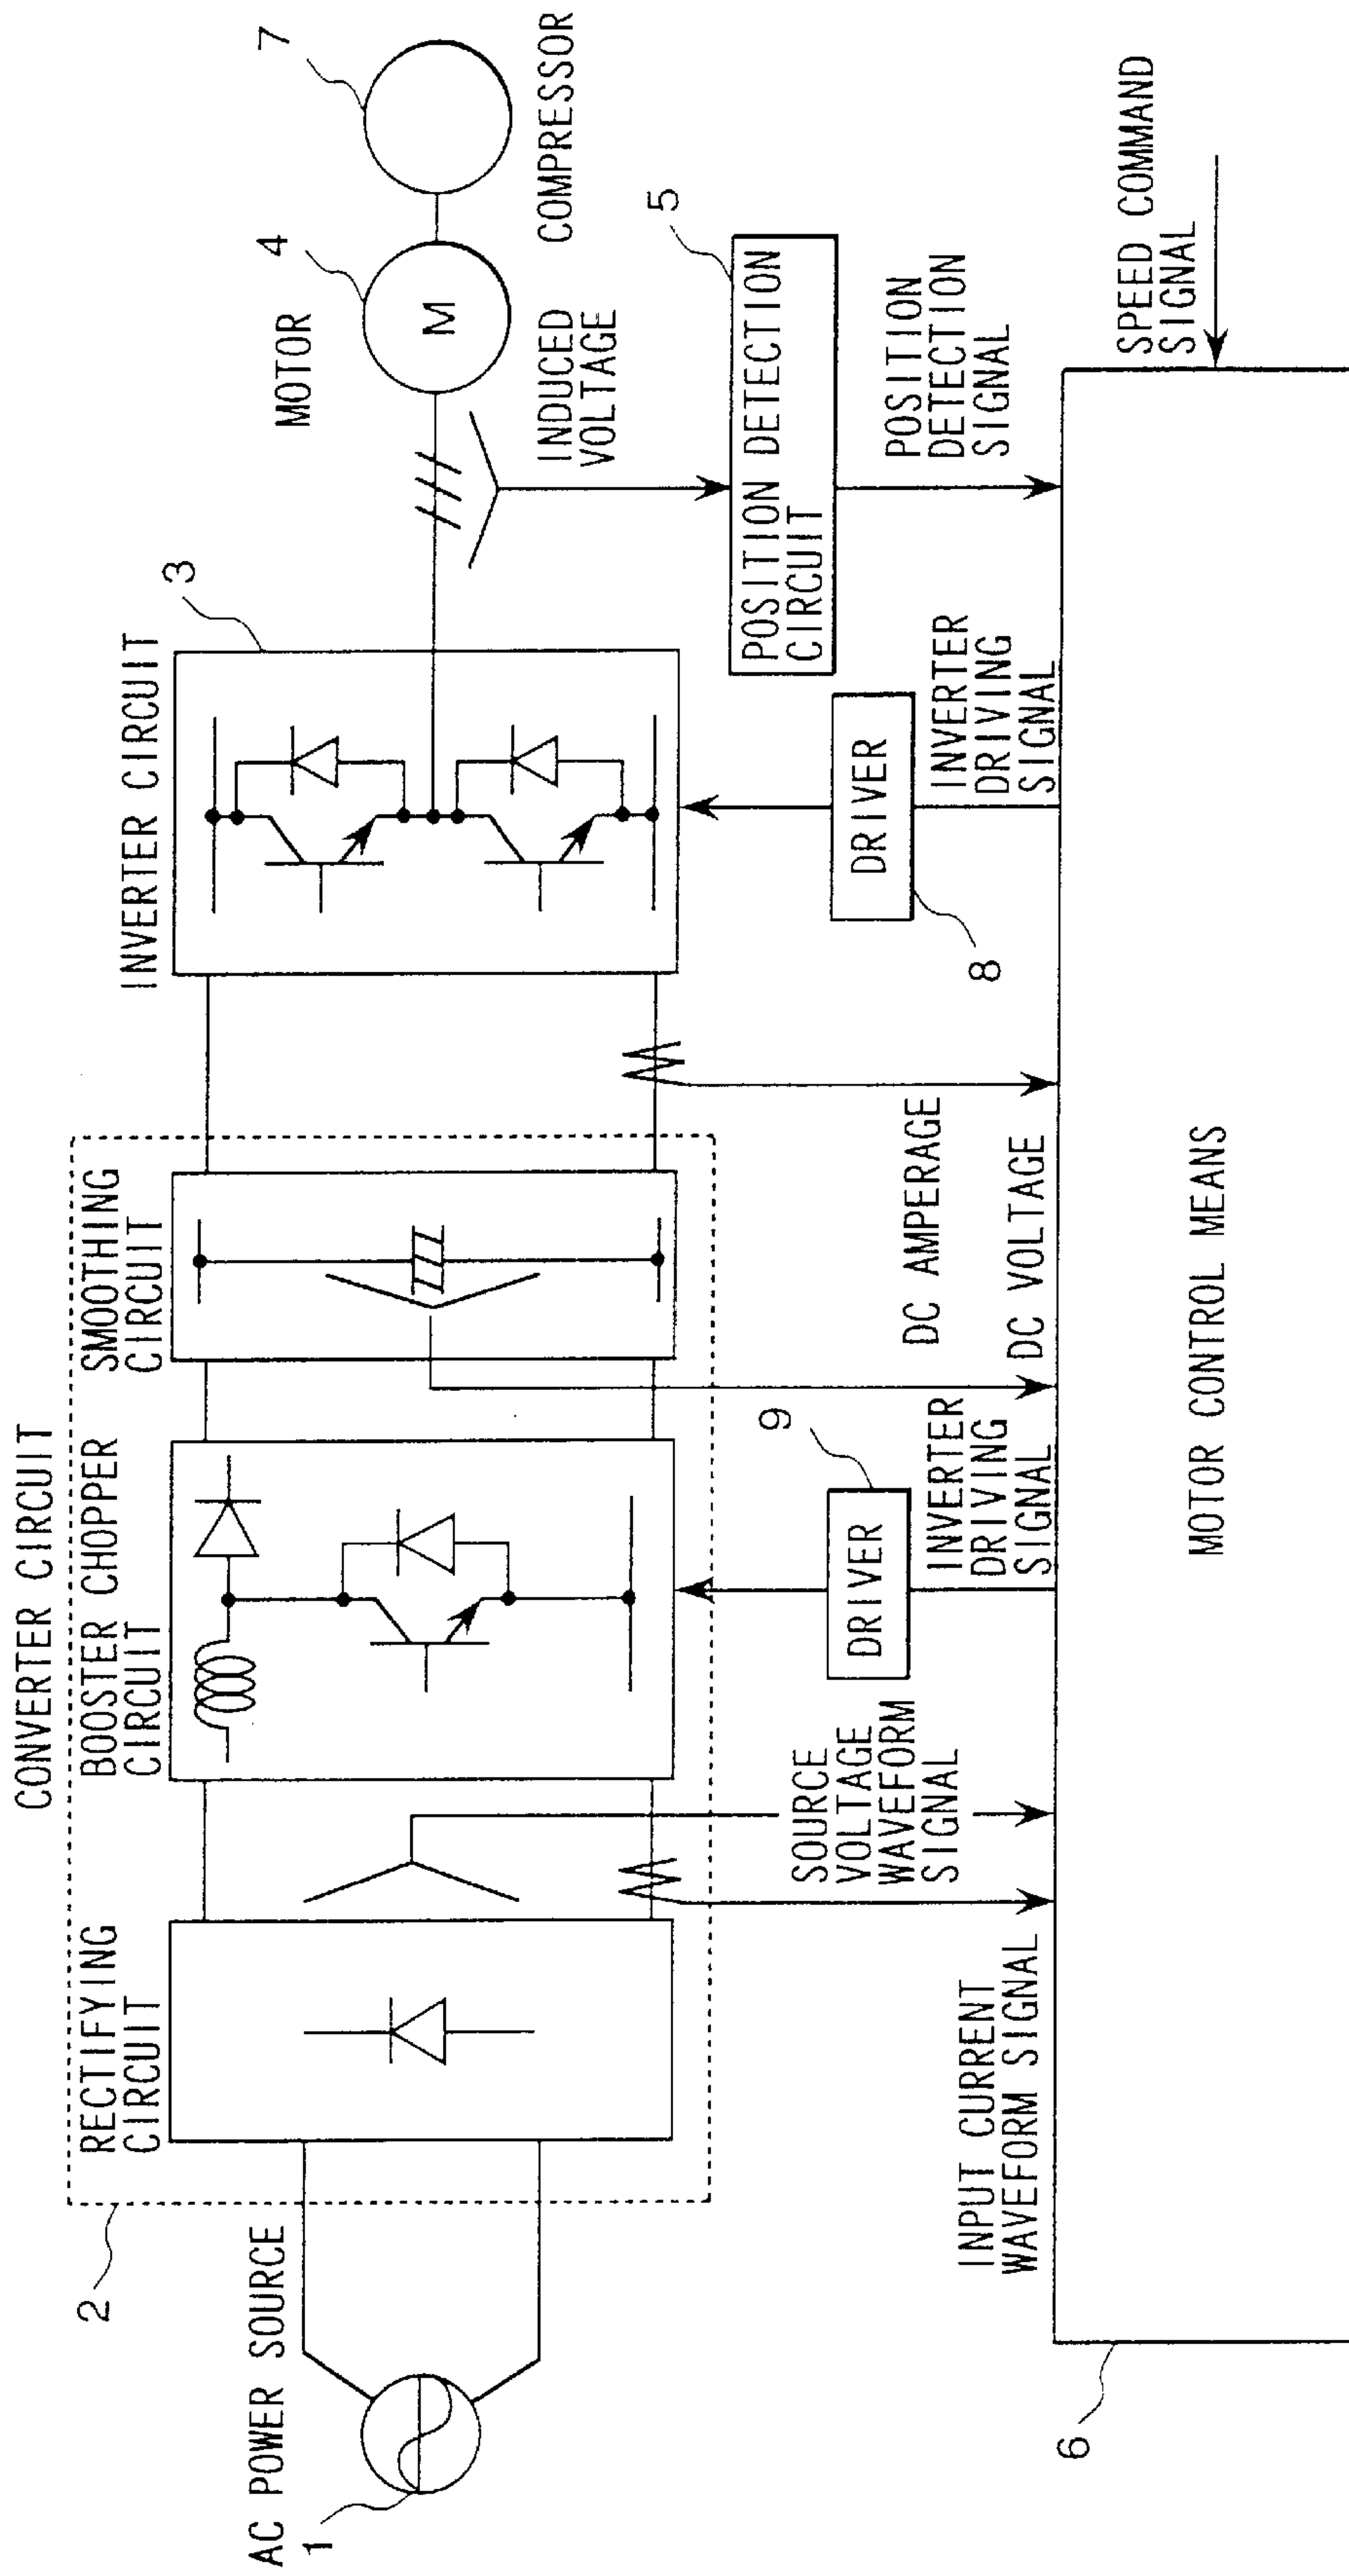 CONVERTER CIRCUIT
2
RECTIFYING
CIRCUIT
BOOSTER CHOPPER
CIRCUIT
SMOOTHING
CIRCUIT
INVERTER CIRCUIT
3
AC POWER SOURCE
1
MOTOR
4
M
7
COMPRESSOR
INDUCED
VOLTAGE
5
POSITION DETECTION
CIRCUIT
POSITION
DETECTION
SIGNAL
DRIVER
8
INVERTER
DRIVING
SIGNAL
DC AMPERAGE
DC VOLTAGE
9
DRIVER
INVERTER
DRIVING
SIGNAL
SOURCE
VOLTAGE
WAVEFORM
SIGNAL
INPUT CURRENT
WAVEFORM SIGNAL
SPEED COMMAND
SIGNAL
6
MOTOR CONTROL MEANS